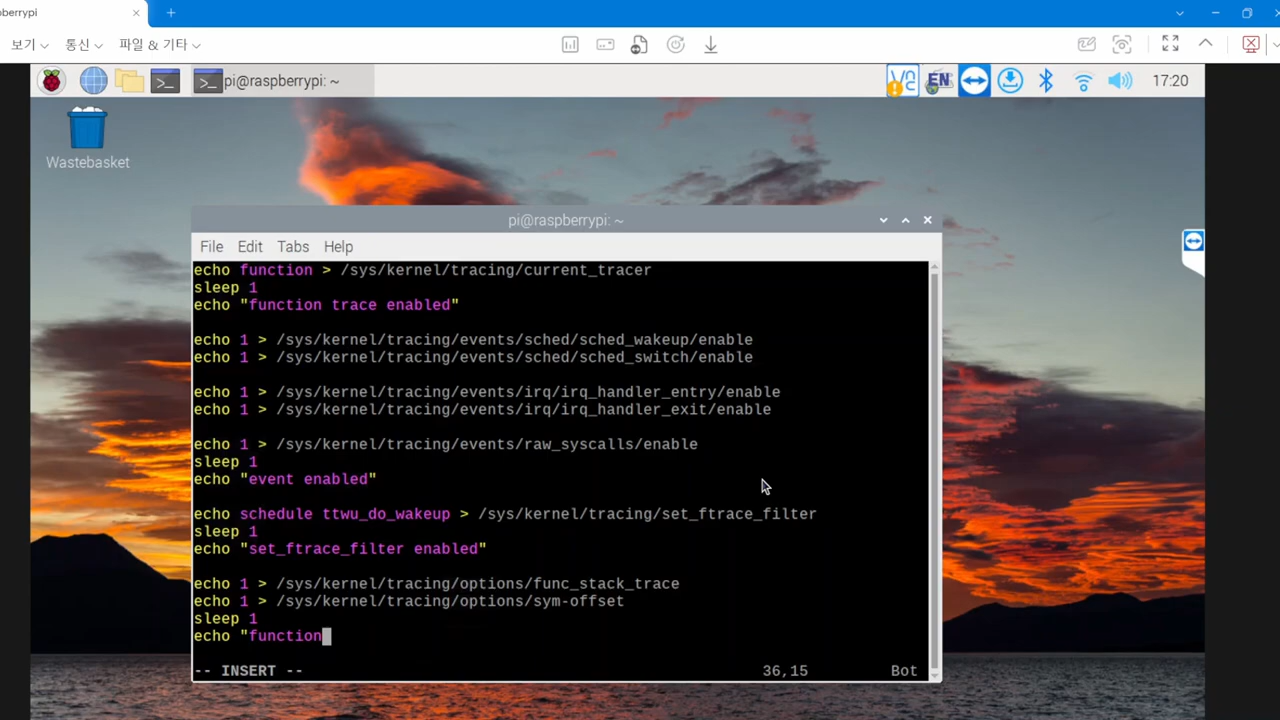 berrypi
보기 통신 파일 & 기타
pi@raspberrypi: ~
EN
17:20
Wastebasket
pi@raspberrypi: ~
File Edit Tabs Help
echo function > /sys/kernel/tracing/current_tracer
sleep 1
echo "function trace enabled"
echo 1 > /sys/kernel/tracing/events/sched/sched_wakeup/enable
echo 1 > /sys/kernel/tracing/events/sched/sched_switch/enable
echo 1 > /sys/kernel/tracing/events/irq/irq_handler_entry/enable
echo 1 > /sys/kernel/tracing/events/irq/irq_handler_exit/enable
echo 1 > /sys/kernel/tracing/events/raw_syscalls/enable
sleep 1
echo "event enabled"
echo schedule ttwu_do_wakeup > /sys/kernel/tracing/set_ftrace_filter
sleep 1
echo "set_ftrace_filter enabled"
echo 1 > /sys/kernel/tracing/options/func_stack_trace
echo 1 > /sys/kernel/tracing/options/sym-offset
sleep 1
echo "function
-- INSERT -- 36,15 Bot